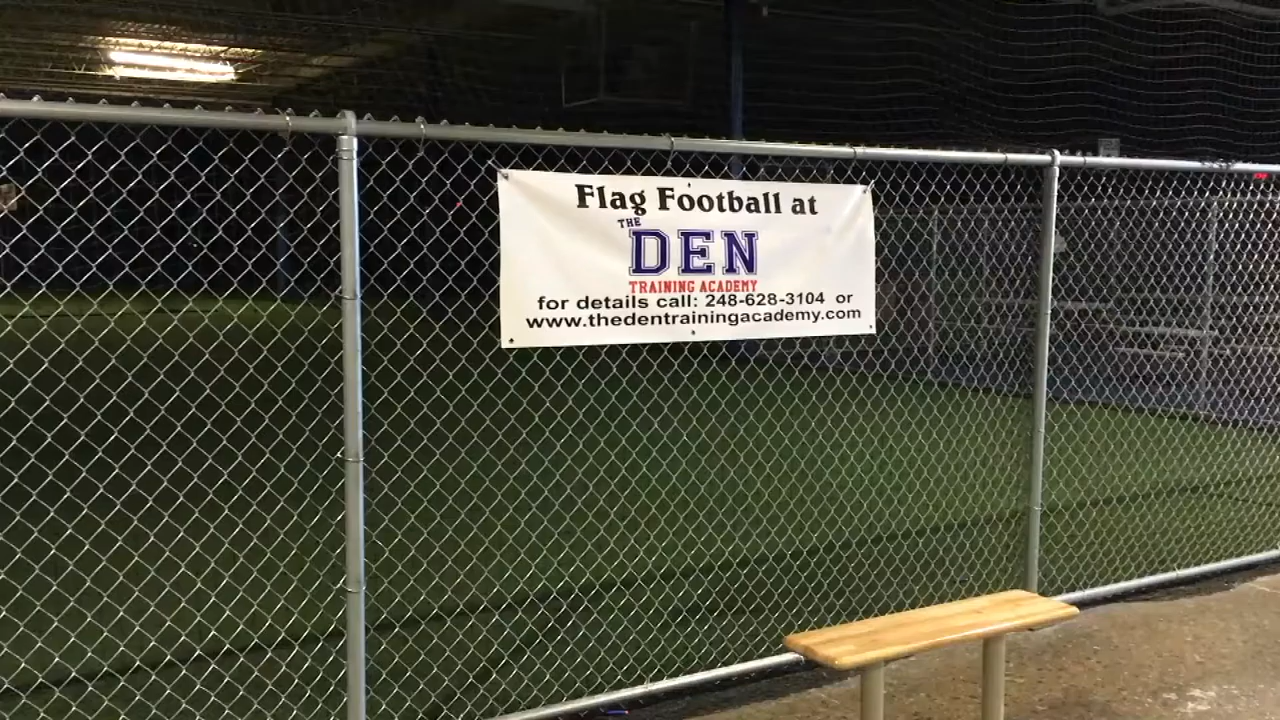 Flag Football at
THE
DEN
TRAINING ACADEMY
for details call: 248-628-3104 or
www.thedentrainingacademy.com